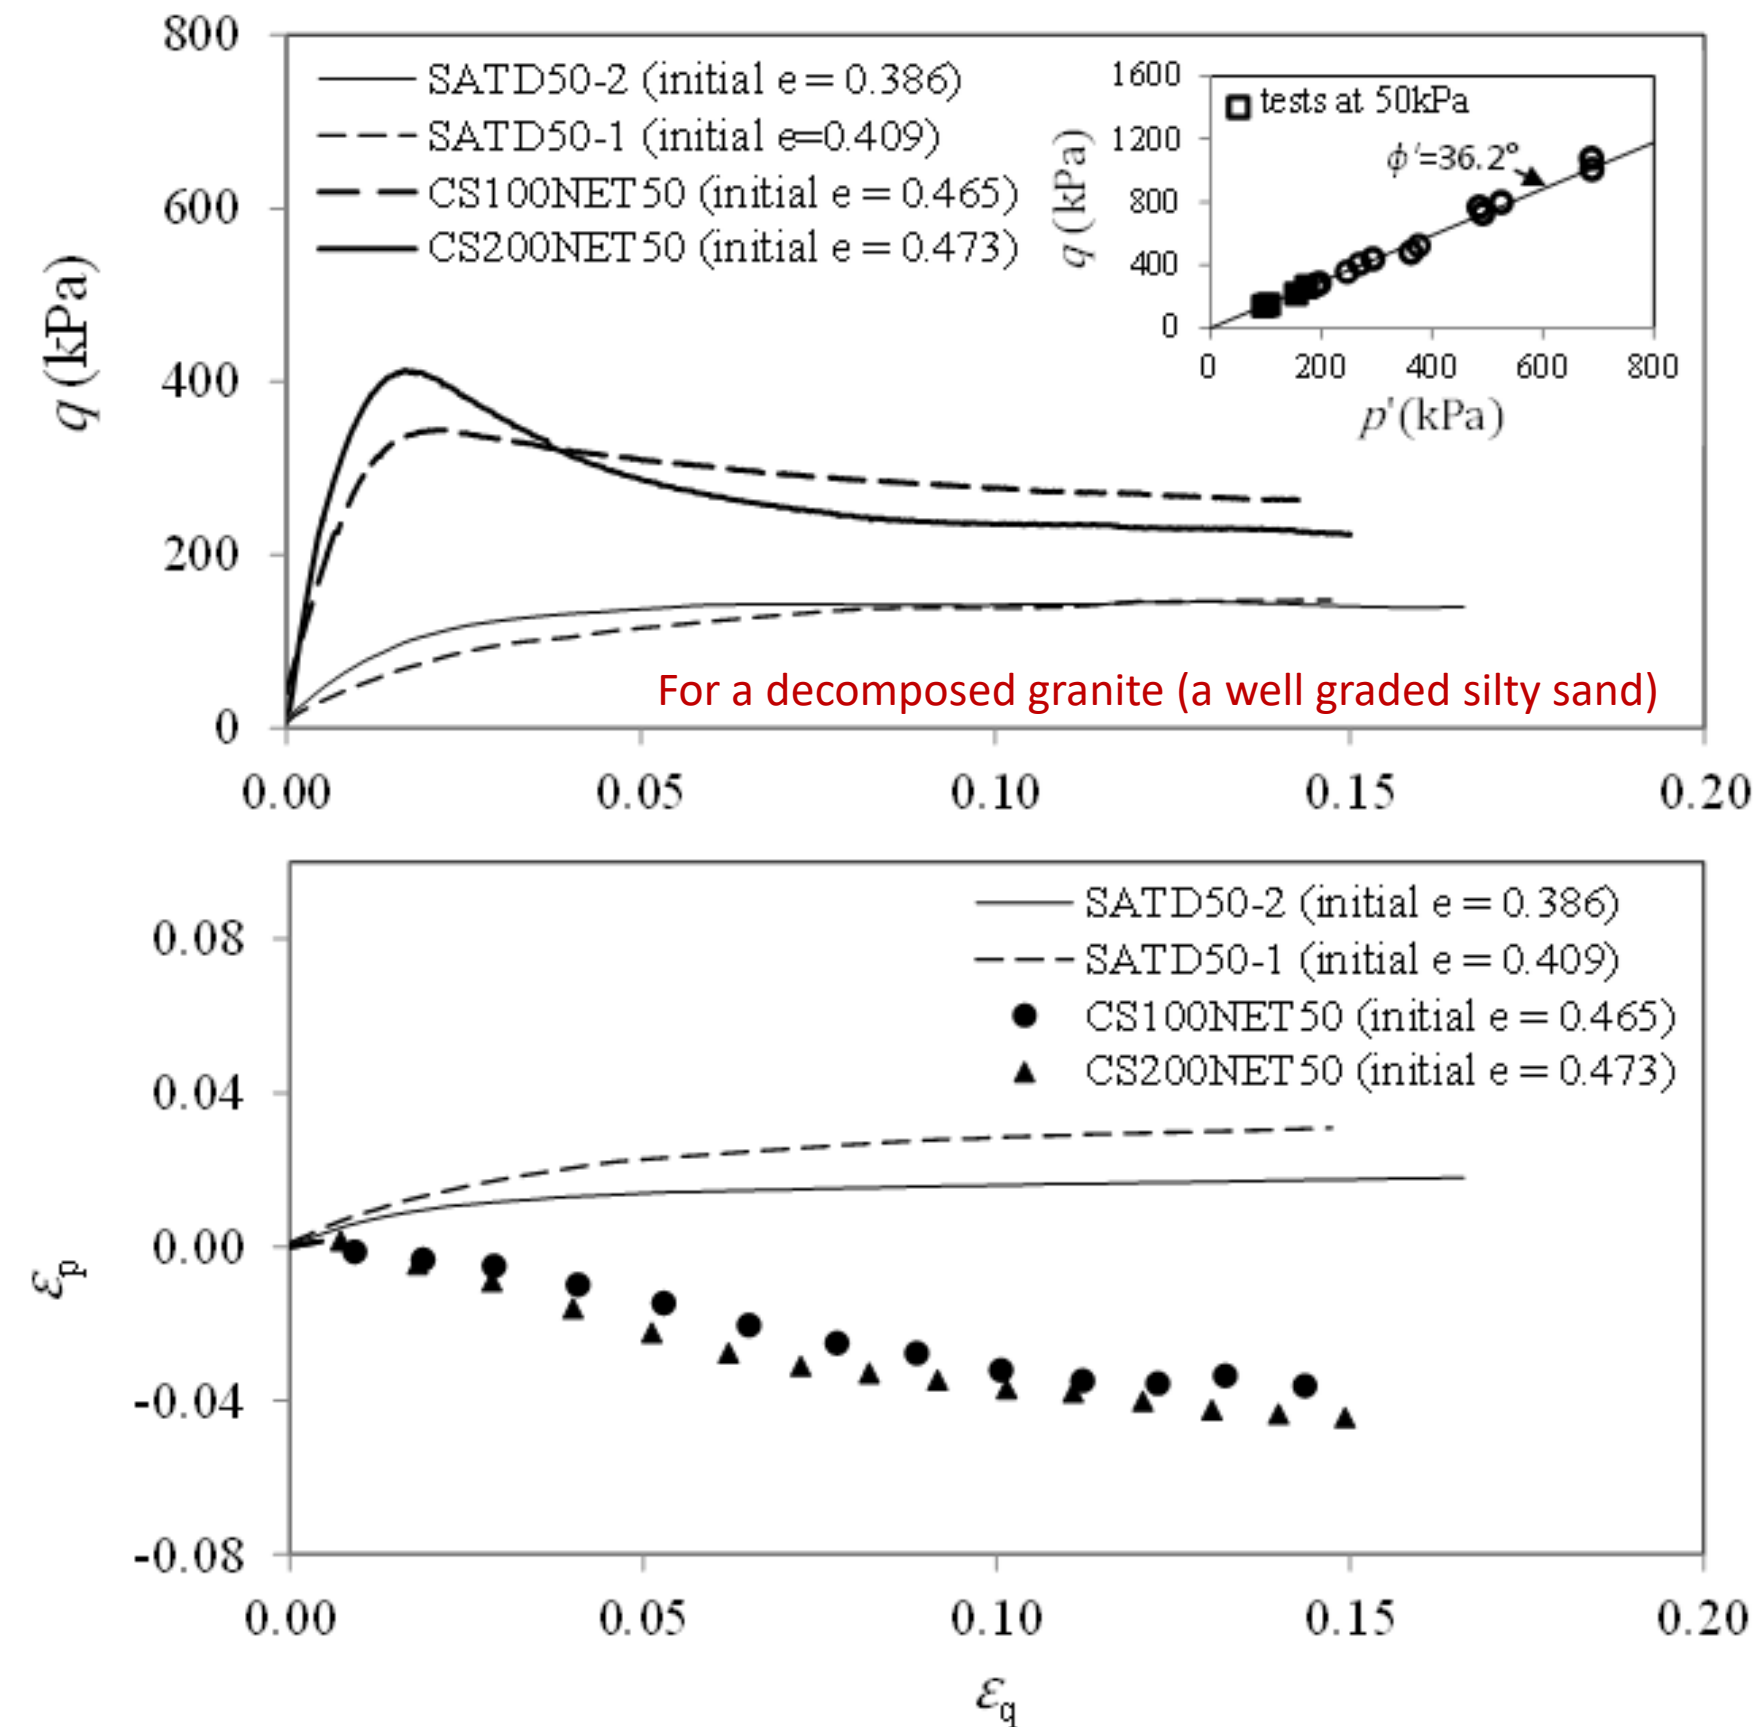 800
600
400
200
0
q (kPa)
SATD50-2 (initial e = 0.386)
SATD50-1 (initial e=0.409)
CS100NET50 (initial e = 0.465)
CS200NET50 (initial e = 0.473)
1600
1200
800
400
0
q (kPa)
tests at 50kPa
ϕ'=36.2°
0 200 400 600 800
p'(kPa)
For a decomposed granite (a well graded silty sand)
0.00 0.05 0.10 0.15 0.20
0.08
0.04
0.00
-0.04
-0.08
εp
SATD50-2 (initial e = 0.386)
SATD50-1 (initial e = 0.409)
CS100NET50 (initial e = 0.465)
CS200NET50 (initial e = 0.473)
0.00 0.05 0.10 0.15 0.20
εq